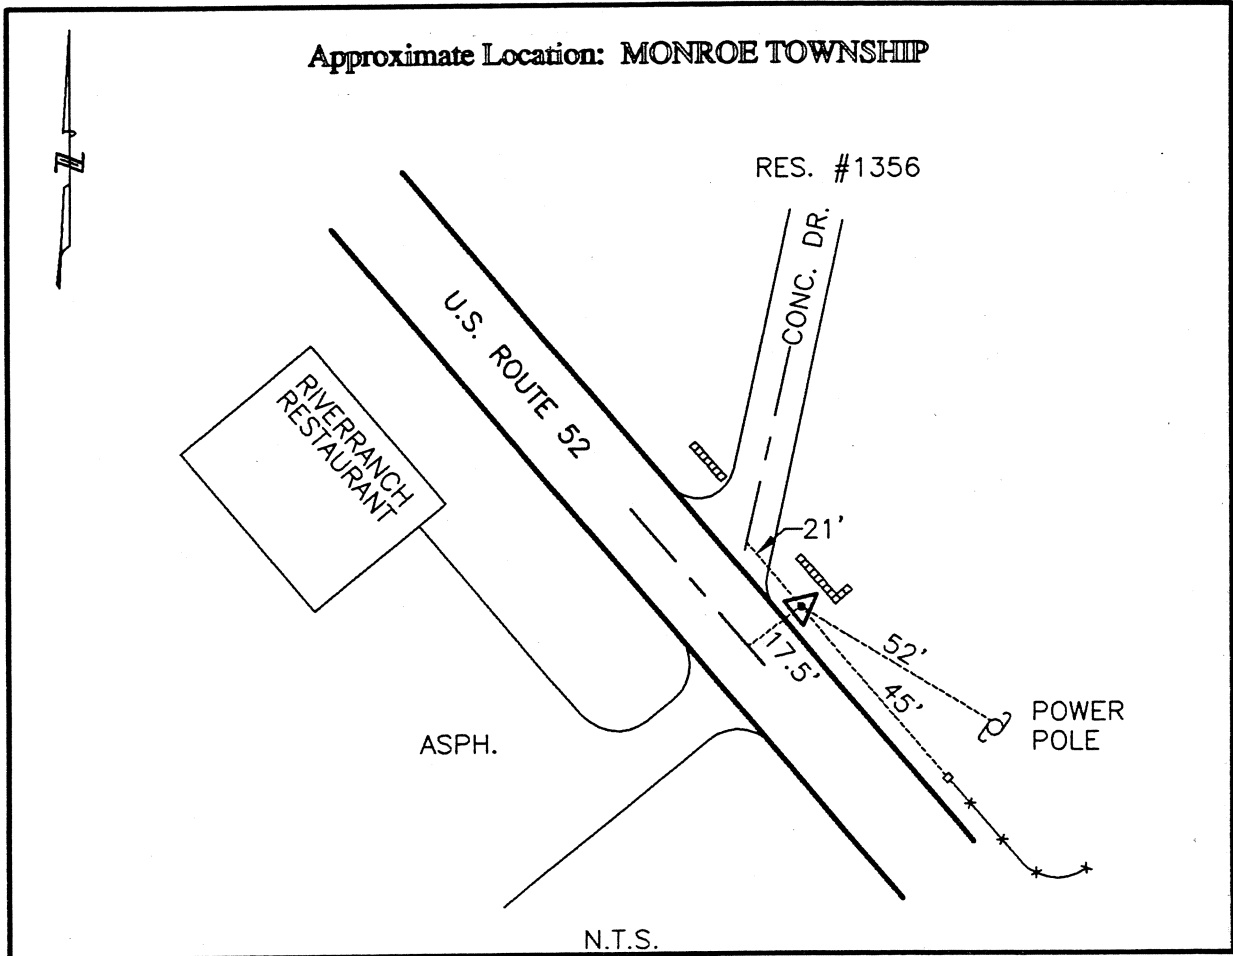 Approximate Location: MONROE TOWNSHIP
N
RES. #1356
CONC. DR.
U.S. ROUTE 52
RIVERRANCH
RESTAURANT
21'
17.5'
52'
45'
POWER
POLE
ASPH.
N.T.S.